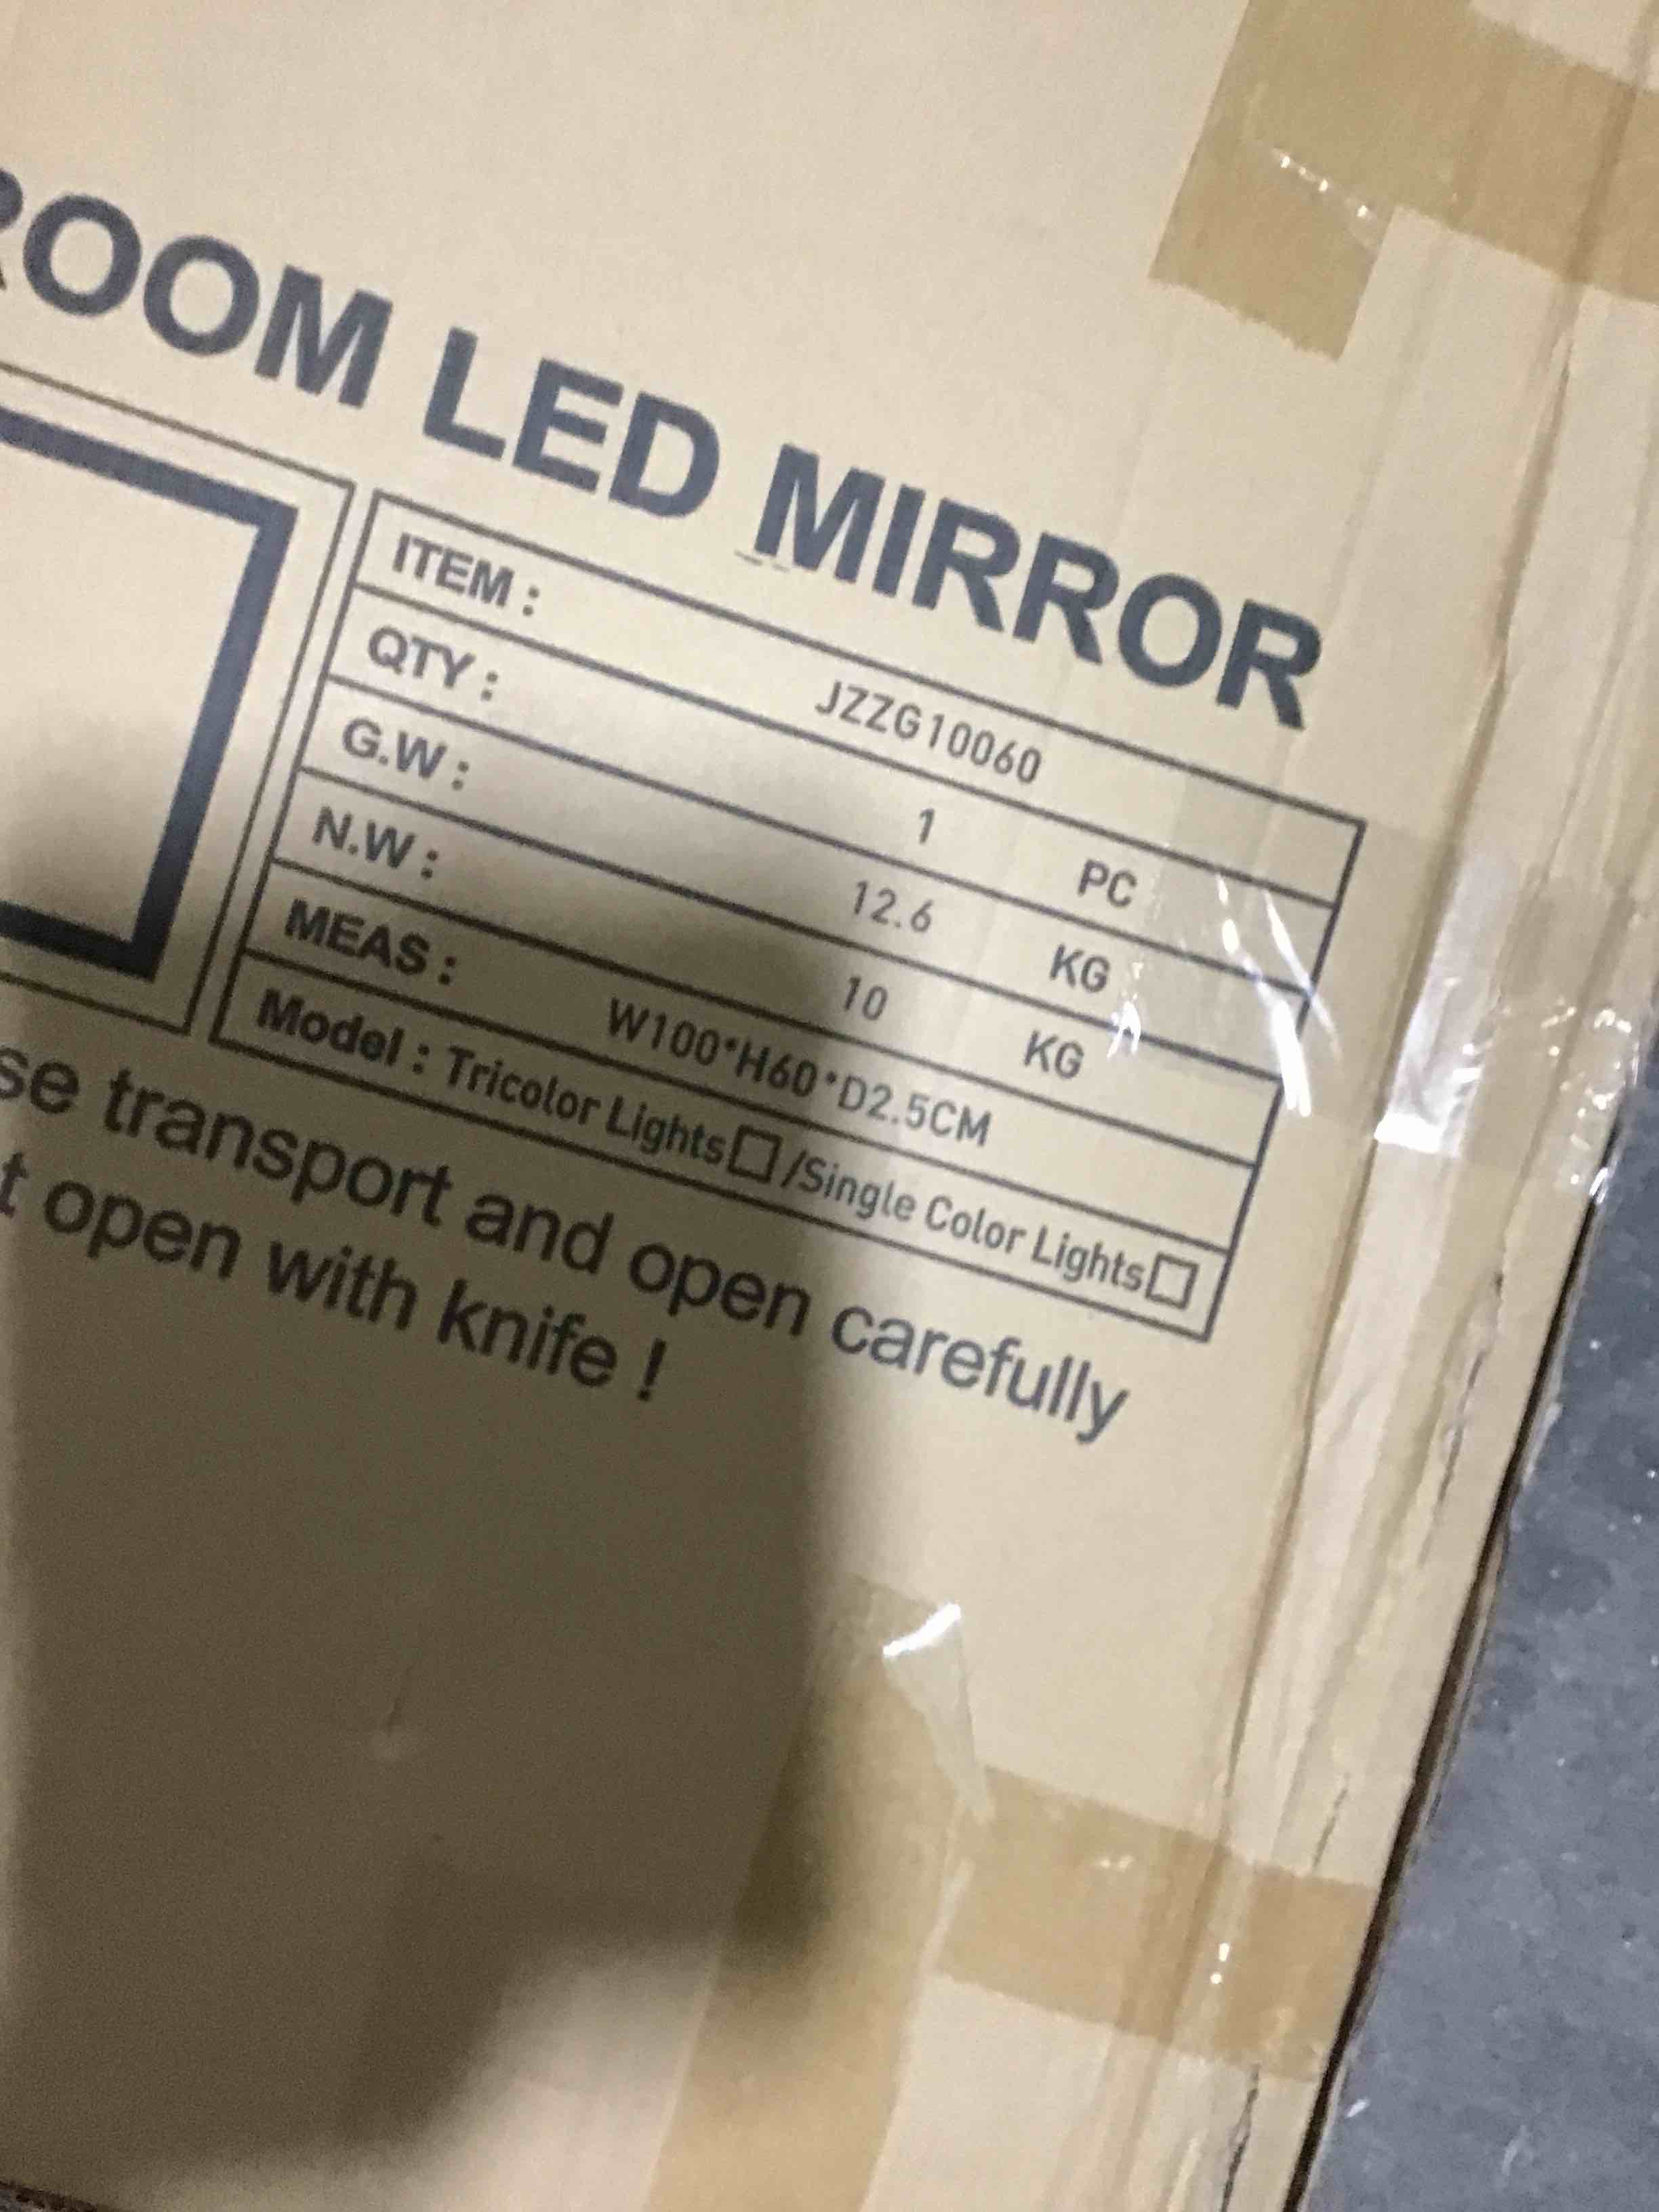 ROOM LED MIRROR
ITEM : JZZG10060
QTY : 1 PC
G.W : 12.6 KG
N.W : 10 KG
MEAS : W100*H60*D2.5CM
Model : Tricolor Lights□/Single Color Lights□
se transport and open carefully
t open with knife !